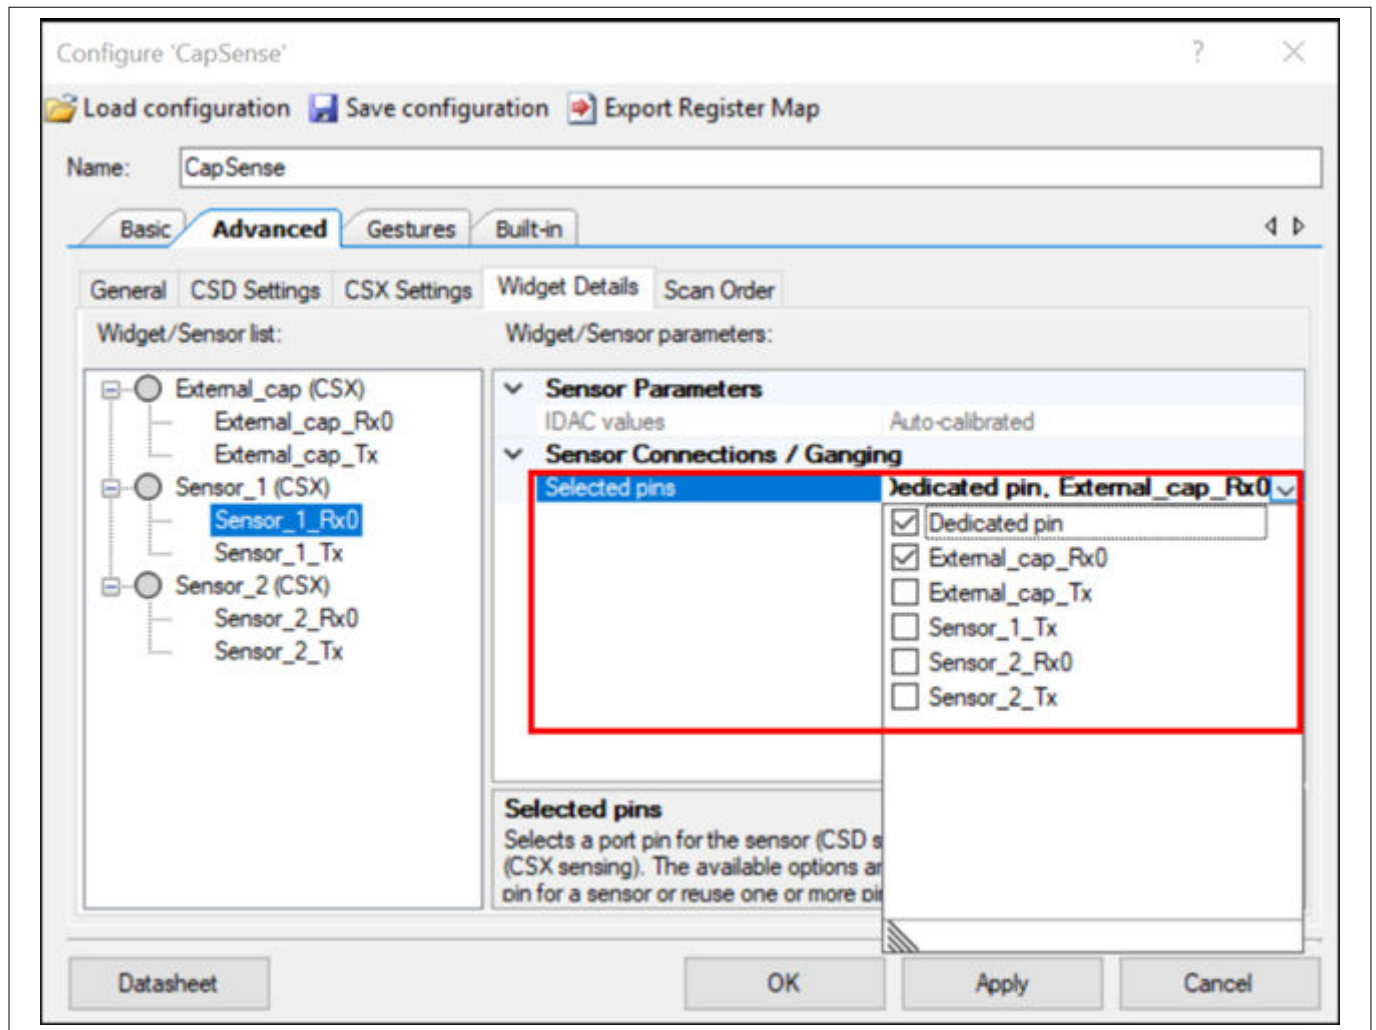 Configure 'CapSense' ?
Load configuration Save configuration Export Register Map
Name: CapSense
Basic Advanced Gestures Built-in
General CSD Settings CSX Settings Widget Details Scan Order
Widget/Sensor list: Widget/Sensor parameters:
External_cap (CSX)
External_cap_Rx0
External_cap_Tx
Sensor_1 (CSX)
Sensor_1_Rx0
Sensor_1_Tx
Sensor_2 (CSX)
Sensor_2_Rx0
Sensor_2_Tx
Sensor Parameters
IDAC values Auto-calibrated
Sensor Connections / Ganging
Selected pins Dedicated pin, External_cap_Rx0
Dedicated pin
External_cap_Rx0
External_cap_Tx
Sensor_1_Tx
Sensor_2_Rx0
Sensor_2_Tx
Selected pins
Selects a port pin for the sensor (CSD s
(CSX sensing). The available options ar
pin for a sensor or reuse one or more pi
Datasheet OK Apply Cancel